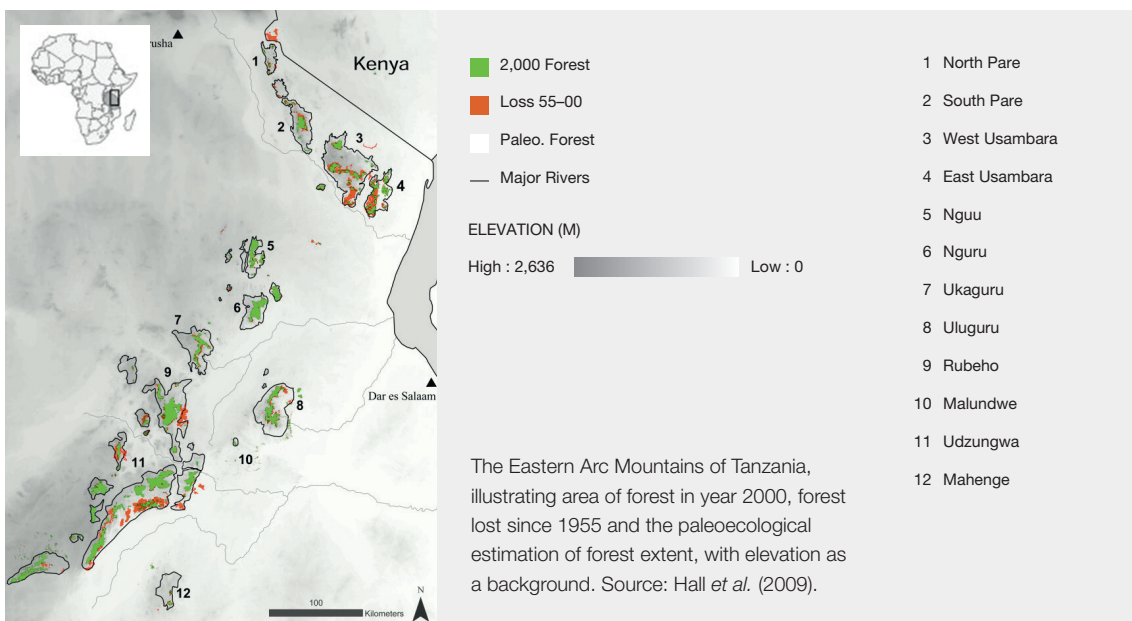 usha
Kenya
1
2
3
4
5
6
7
8
9
10
11
12
Dar es Salaam
N
100
Kilometers
2,000 Forest
Loss 55–00
Paleo. Forest
Major Rivers
ELEVATION (M)
High : 2,636 Low : 0
The Eastern Arc Mountains of Tanzania,
illustrating area of forest in year 2000, forest
lost since 1955 and the paleoecological
estimation of forest extent, with elevation as
a background. Source: Hall et al. (2009).
1 North Pare
2 South Pare
3 West Usambara
4 East Usambara
5 Nguu
6 Nguru
7 Ukaguru
8 Uluguru
9 Rubeho
10 Malundwe
11 Udzungwa
12 Mahenge